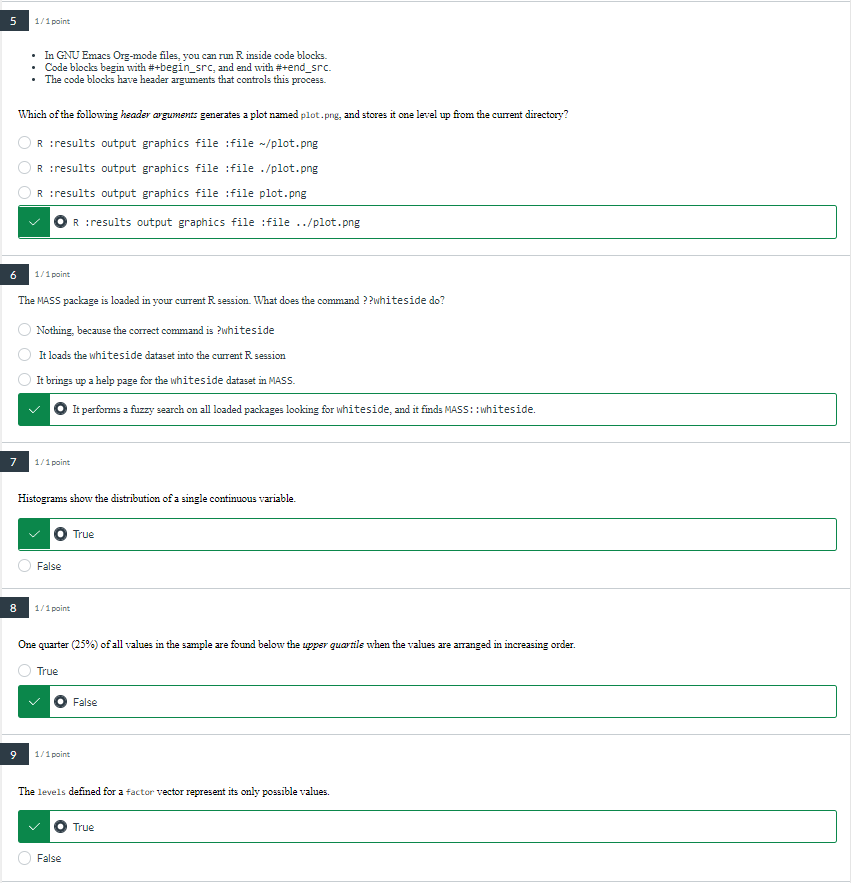 5 1 / 1 point
• In GNU Emacs Org-mode files, you can run R inside code blocks.
• Code blocks begin with #+begin_src, and end with #+end_src.
• The code blocks have header arguments that controls this process.
Which of the following header arguments generates a plot named plot.png, and stores it one level up from the current directory?
R :results output graphics file :file ~/plot.png
R :results output graphics file :file ./plot.png
R :results output graphics file :file plot.png
R :results output graphics file :file ../plot.png
6 1 / 1 point
The MASS package is loaded in your current R session. What does the command ??whiteside do?
Nothing, because the correct command is ?whiteside
It loads the whiteside dataset into the current R session
It brings up a help page for the whiteside dataset in MASS.
It performs a fuzzy search on all loaded packages looking for whiteside, and it finds MASS::whiteside.
7 1 / 1 point
Histograms show the distribution of a single continuous variable.
True
False
8 1 / 1 point
One quarter (25%) of all values in the sample are found below the upper quartile when the values are arranged in increasing order.
True
False
9 1 / 1 point
The levels defined for a factor vector represent its only possible values.
True
False